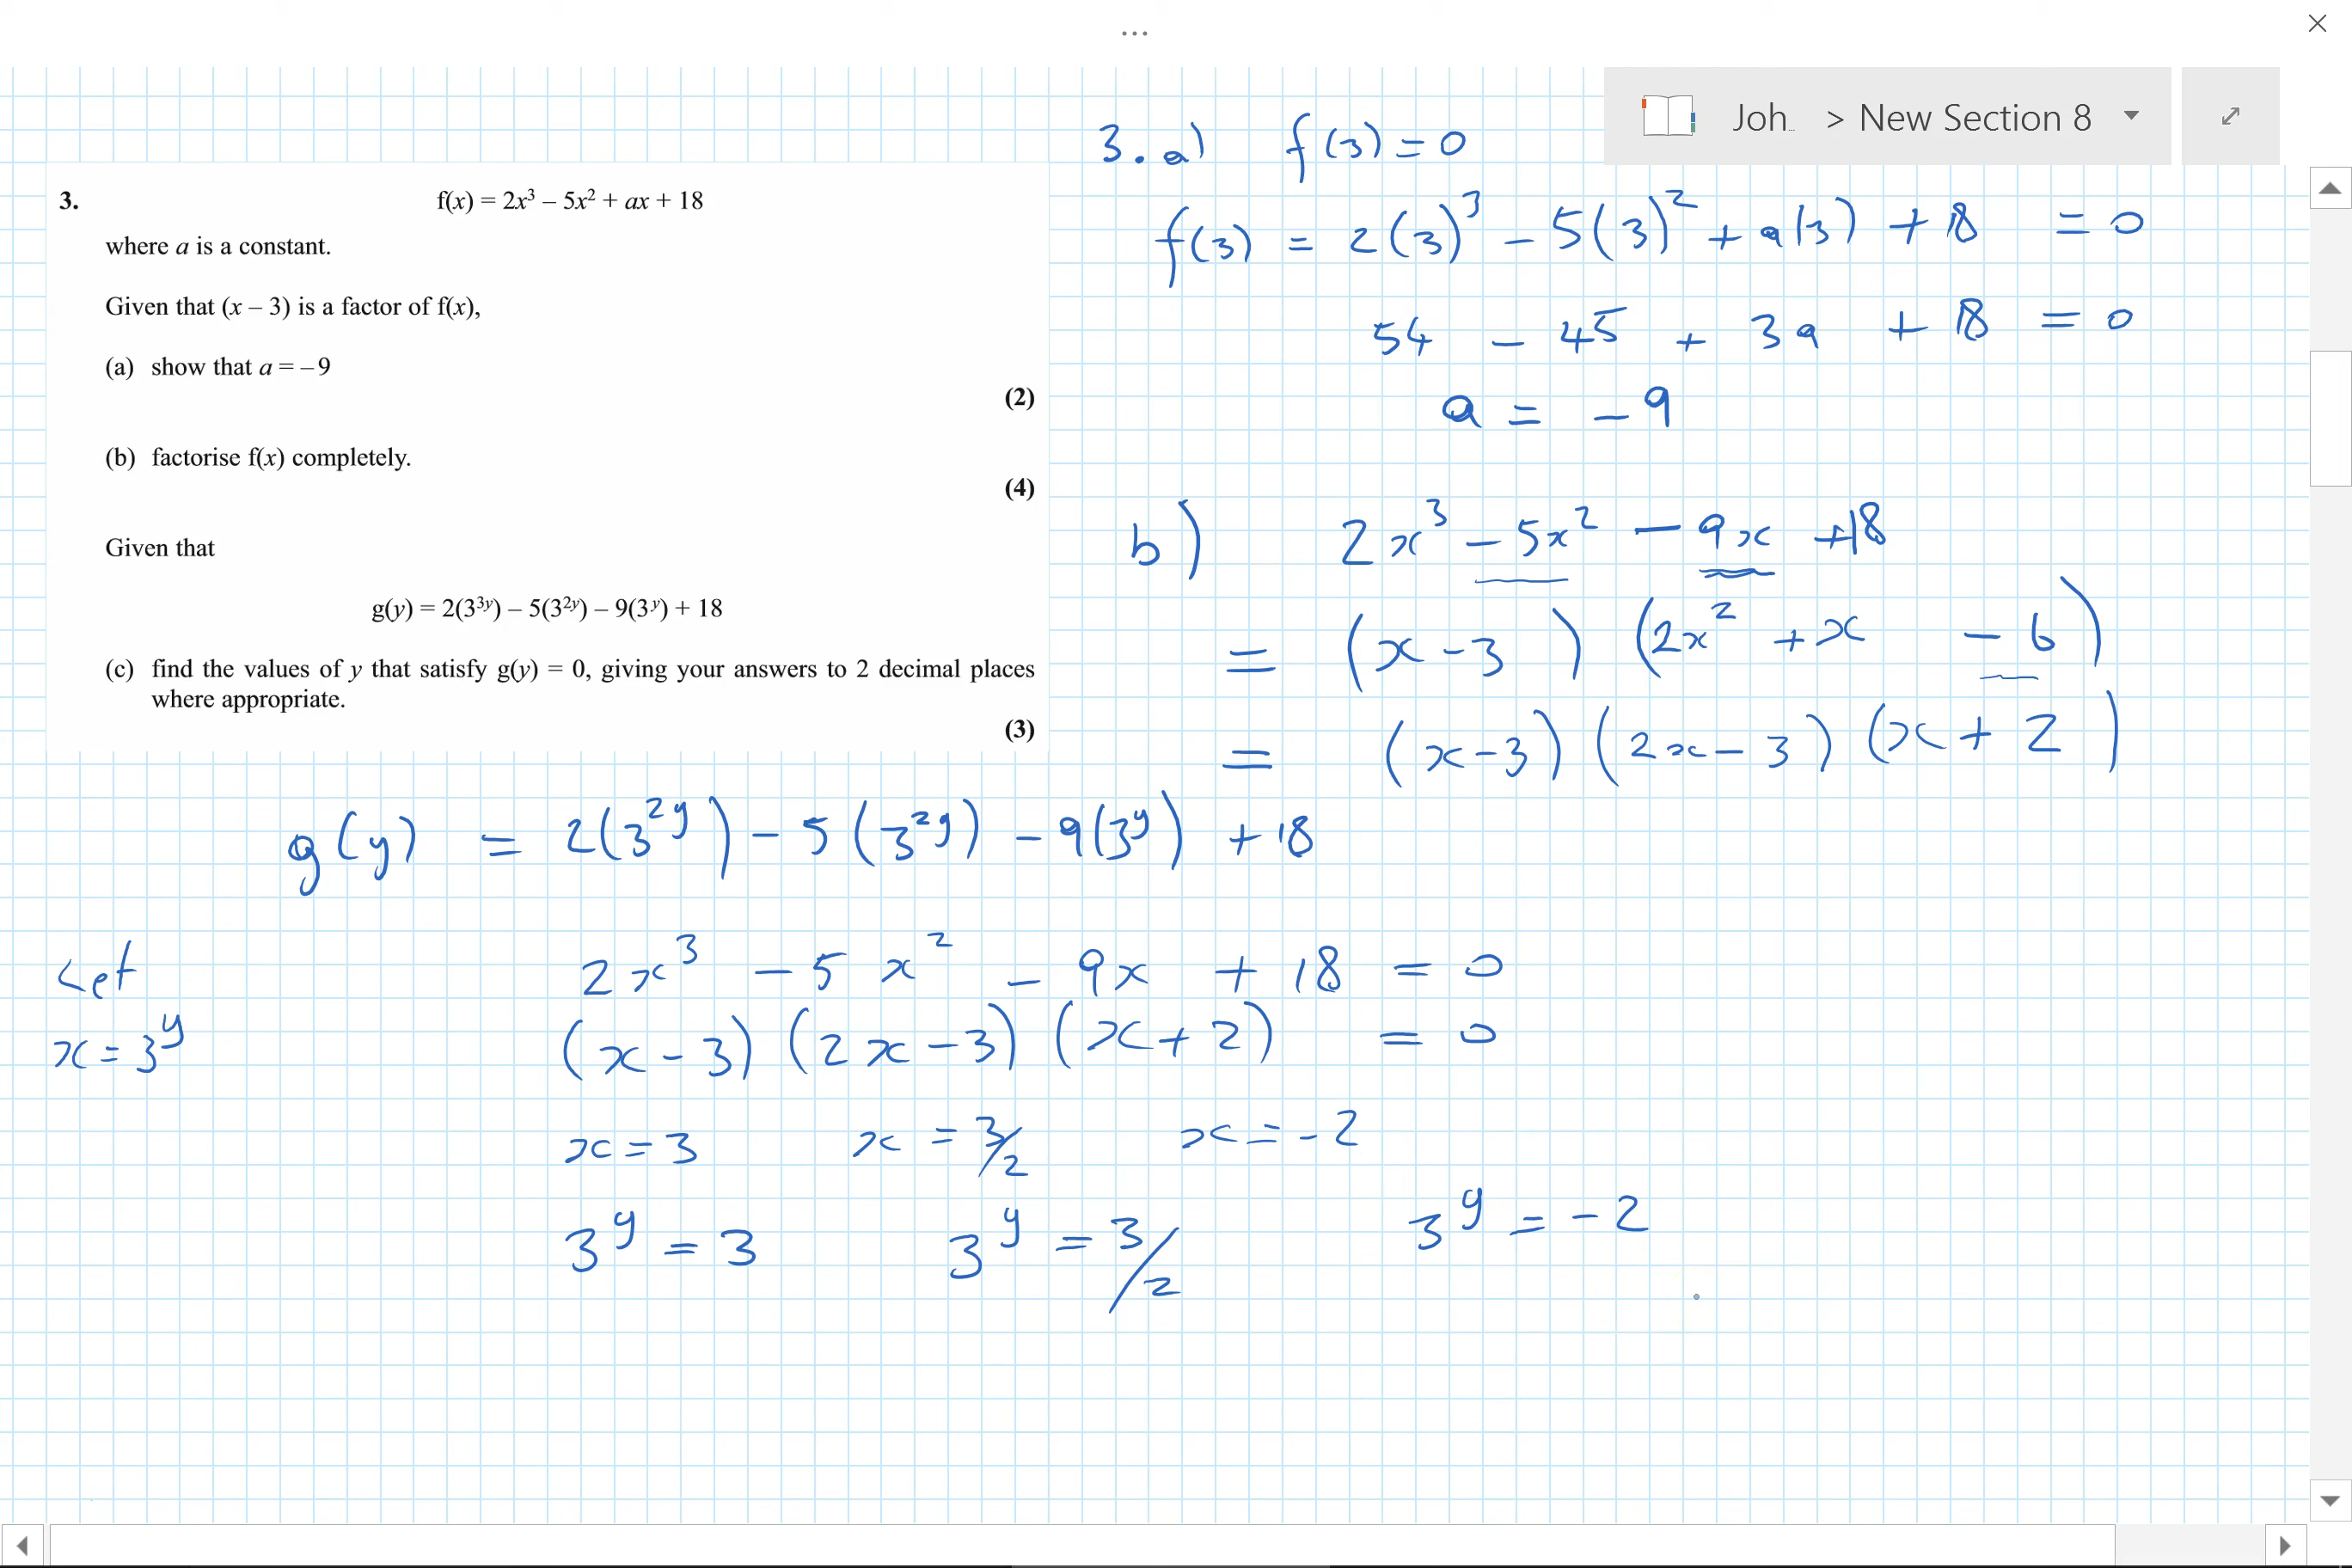 ...
Joh... > New Section 8
3. f(x) = 2x³ – 5x² + ax + 18
where a is a constant.
Given that (x – 3) is a factor of f(x),
(a) show that a = –9
(2)
(b) factorise f(x) completely.
(4)
Given that
g(y) = 2(3³ʸ) – 5(3²ʸ) – 9(3ʸ) + 18
(c) find the values of y that satisfy g(y) = 0, giving your answers to 2 decimal places
where appropriate.
(3)
3. a) f(3) = 0
f(3) = 2(3)³ – 5(3)² + a(3) + 18 = 0
54 – 45 + 3a + 18 = 0
a = – 9
b) 2x³ – 5x² – 9x + 18
= (x – 3) (2x² + x – 6)
= (x – 3) (2x – 3) (x + 2)
g(y) = 2(3²ʸ) – 5(3²ʸ) – 9(3ʸ) + 18
Let 2x³ – 5x² – 9x + 18 = 0
x = 3ʸ (x – 3) (2x – 3) (x + 2) = 0
x = 3 x = 3/2 x = – 2
3ʸ = 3 3ʸ = 3/2 3ʸ = – 2